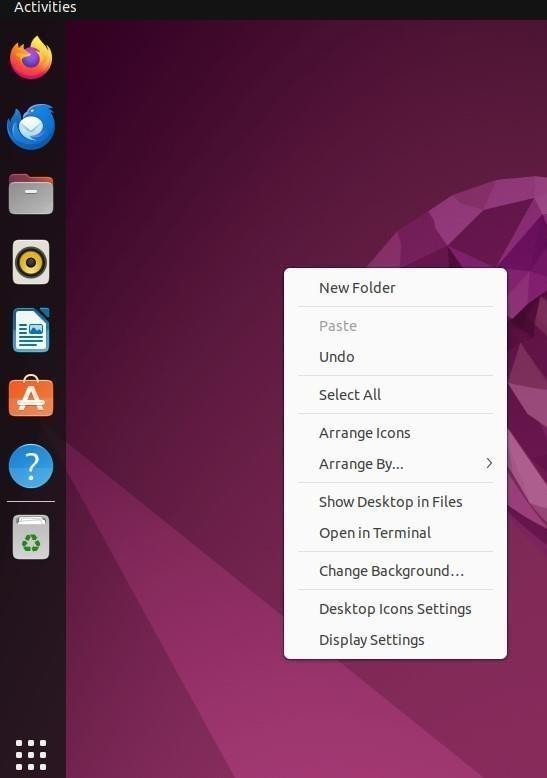 Activities
New Folder
Paste
Undo
Select All
Arrange Icons
Arrange By...
Show Desktop in Files
Open in Terminal
Change Background...
Desktop Icons Settings
Display Settings